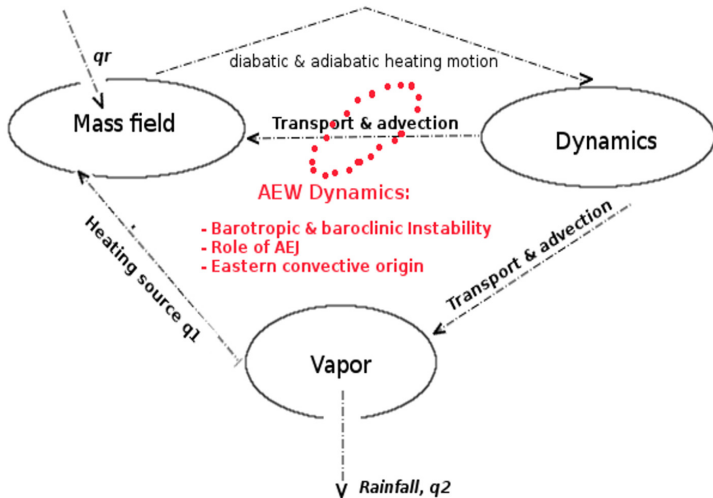 qr
diabatic & adiabatic heating motion
Mass field
Transport & advection
Dynamics
AEW Dynamics:
- Barotropic & baroclinic Instability
- Role of AEJ
- Eastern convective origin
Heating source q1
Transport & advection
Vapor
Rainfall, q2